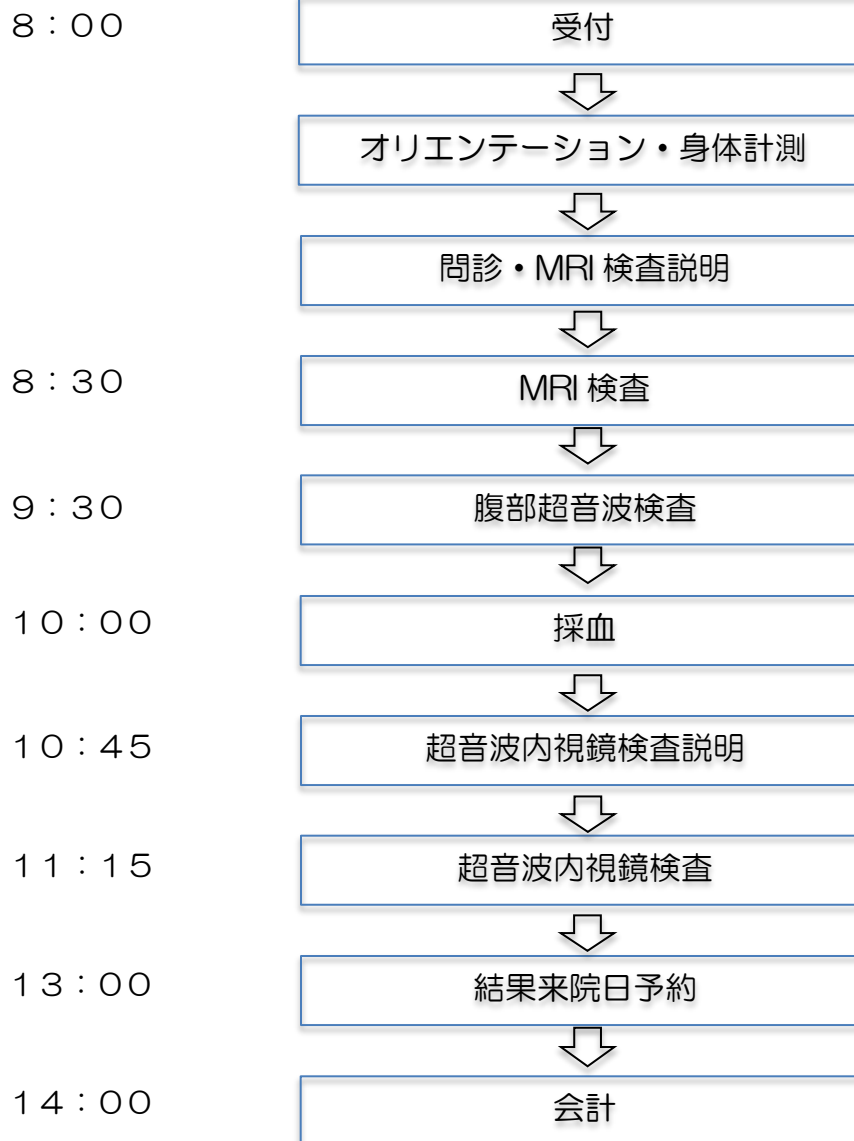 ８：００ 受付
オリエンテーション・身体計測
問診・MRI 検査説明
８：３０ MRI 検査
９：３０ 腹部超音波検査
１０：００ 採血
１０：４５ 超音波内視鏡検査説明
１１：１５ 超音波内視鏡検査
１３：００ 結果来院日予約
１４：００ 会計